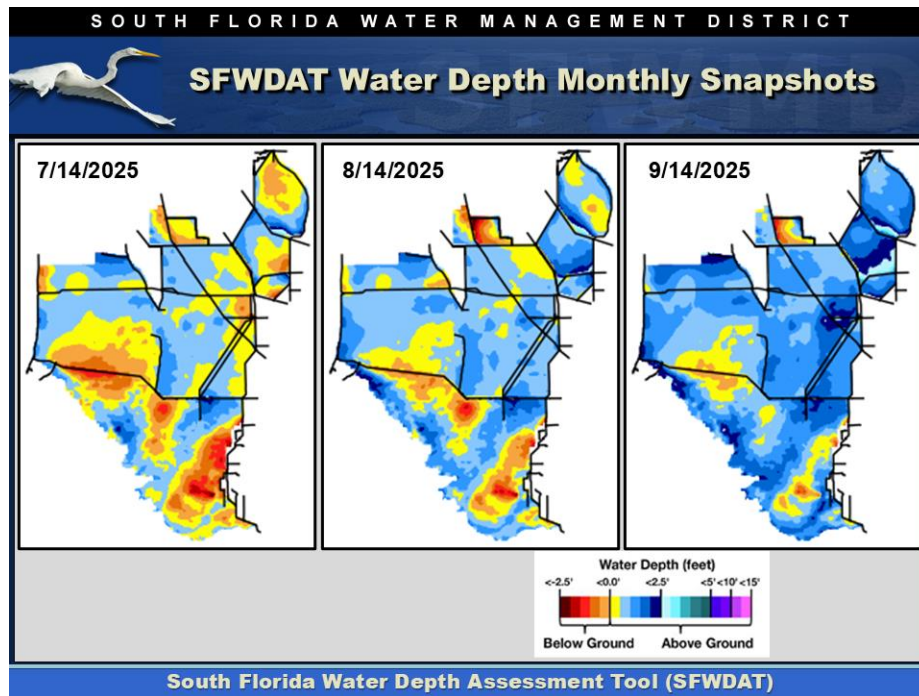 SOUTH FLORIDA WATER MANAGEMENT DISTRICT
SFWDAT Water Depth Monthly Snapshots
7/14/2025
8/14/2025
9/14/2025
Water Depth (feet)
<-2.5' <0.0' <2.5' <5' <10' <15'
Below Ground Above Ground
South Florida Water Depth Assessment Tool (SFWDAT)